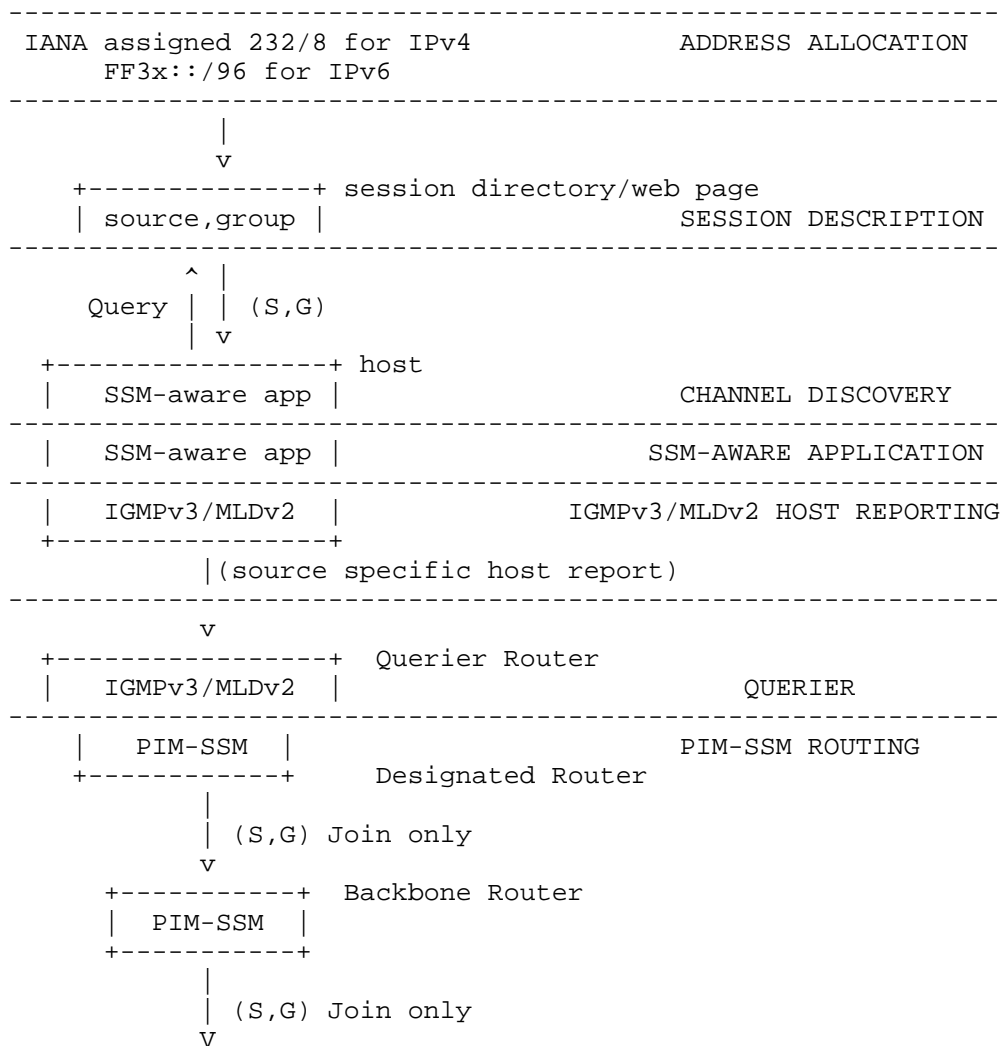 IANA assigned 232/8 for IPv4 ADDRESS ALLOCATION
FF3x::/96 for IPv6
session directory/web page
source,group SESSION DESCRIPTION
Query (S,G)
host
SSM-aware app CHANNEL DISCOVERY
SSM-aware app SSM-AWARE APPLICATION
IGMPv3/MLDv2 IGMPv3/MLDv2 HOST REPORTING
(source specific host report)
Querier Router
IGMPv3/MLDv2 QUERIER
PIM-SSM PIM-SSM ROUTING
Designated Router
(S,G) Join only
Backbone Router
PIM-SSM
(S,G) Join only